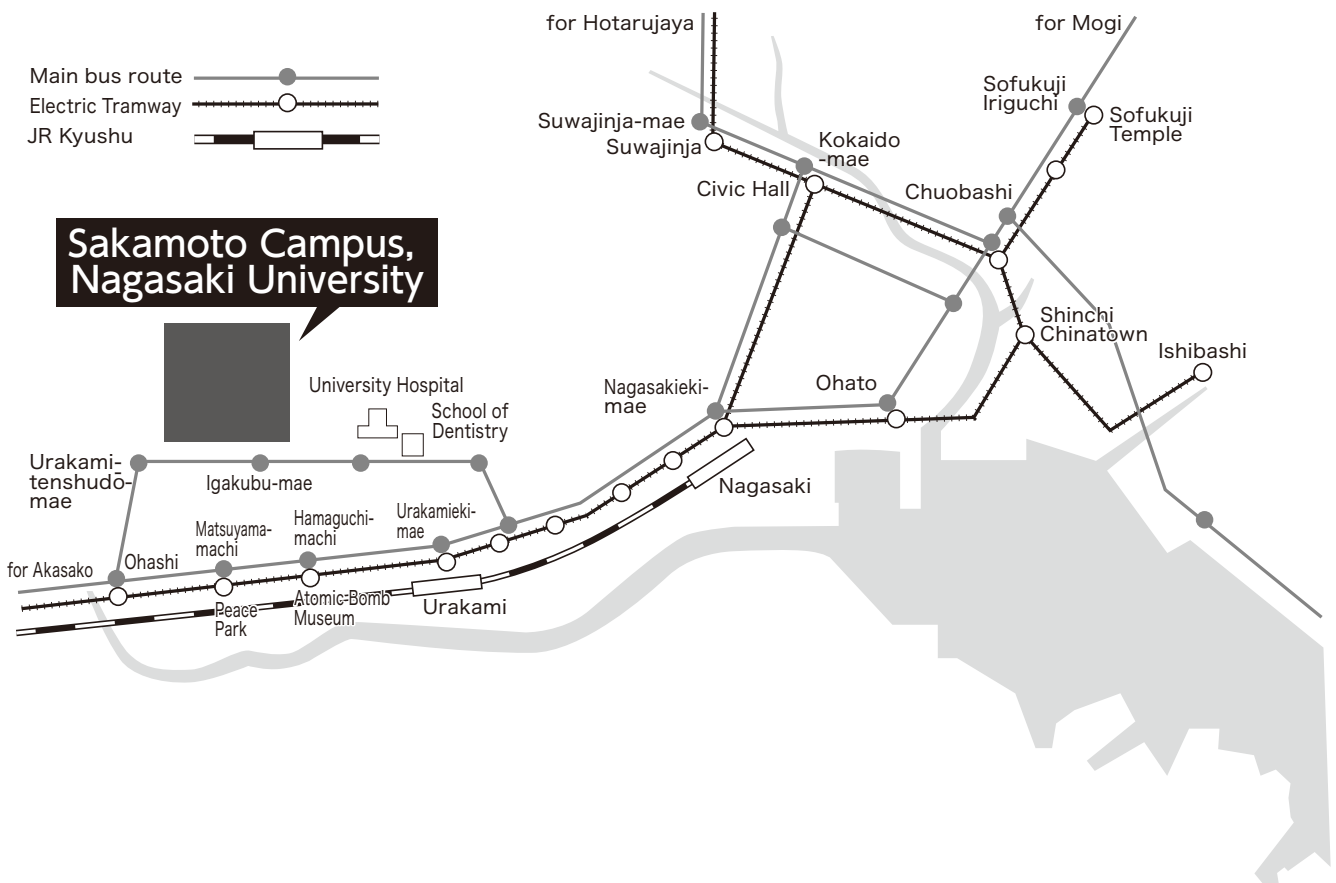 for Hotarujaya
for Mogi
Main bus route
Electric Tramway
JR Kyushu
Sofukuji
Iriguchi
Sofukuji
Temple
Suwajinja-mae
Suwajinja
Kokaido
-mae
Civic Hall
Chuobashi
Sakamoto Campus,
Nagasaki University
Shinchi
Chinatown
Ishibashi
University Hospital
School of
Dentistry
Nagasakieki-
mae
Ohato
Urakami-
tenshudo-
mae
Igakubu-mae
Nagasaki
Matsuyama-
machi
Hamaguchi-
machi
Urakamieki-
mae
for Akasako
Ohashi
Peace
Park
Atomic Bomb
Museum
Urakami